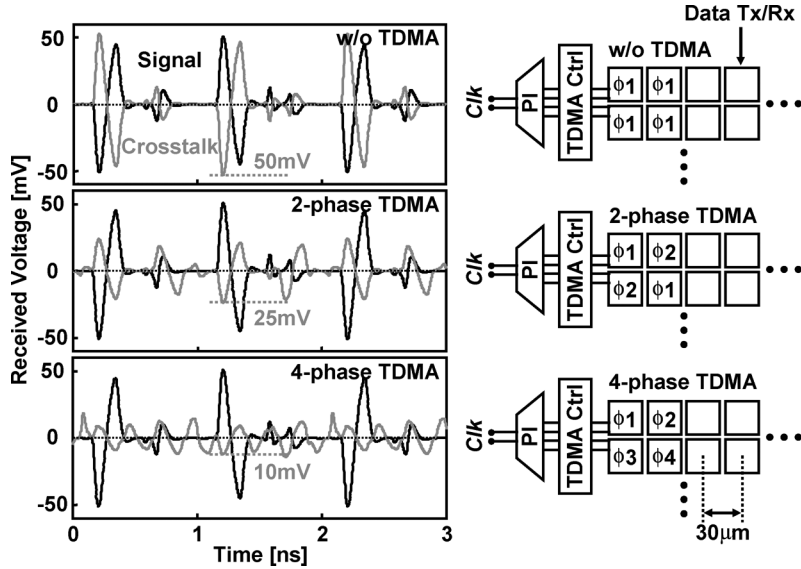 Data Tx/Rx
w/o TDMA
Signal
Crosstalk
50mV
50
0
-50
2-phase TDMA
25mV
50
0
-50
4-phase TDMA
10mV
50
0
-50
0
1
2
3
Time [ns]
Received Voltage [mV]
w/o TDMA
Clk
PI
TDMA Ctrl
ϕ1 ϕ1
ϕ1 ϕ1
2-phase TDMA
Clk
PI
TDMA Ctrl
ϕ1 ϕ2
ϕ2 ϕ1
4-phase TDMA
Clk
PI
TDMA Ctrl
ϕ1 ϕ2
ϕ3 ϕ4
30μm